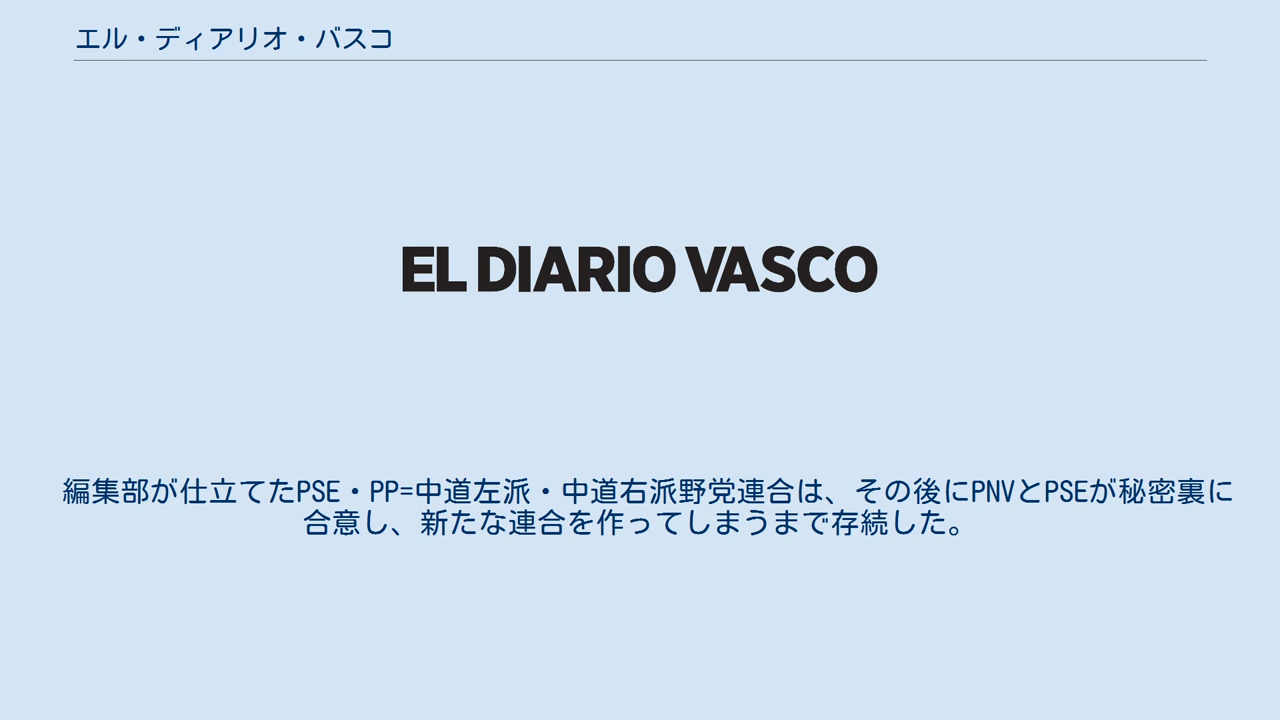 エル・ディアリオ・バスコ
EL DIARIO VASCO
編集部が仕立てたPSE・PP=中道左派・中道右派野党連合は、その後にPNVとPSEが秘密裏に
合意し、新たな連合を作ってしまうまで存続した。